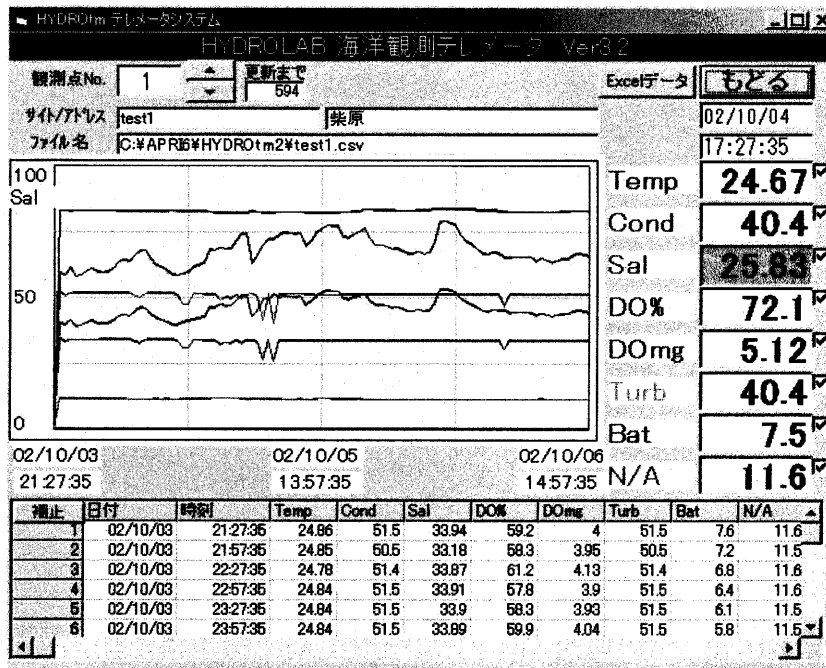 HYDROtm テレメータシステム
HYDROLAB 海洋観測テレメータ Ver3.2
観測点No. 1 更新まで 594 Excelデータ もどる
サイト/アドレス test1 柴原 02/10/04
ファイル名 C:¥APRI6¥HYDROtm2¥test1.csv 17:27:35
100
Sal
50
0
Temp 24.67
Cond 40.4
Sal 25.83
DO% 72.1
DOmg 5.12
Turb 40.4
Bat 7.5
N/A 11.6
02/10/03 02/10/05 02/10/06
21:27:35 13:57:35 14:57:35
補正 日付 時刻 Temp Cond Sal DO% DOmg Turb Bat N/A
1 02/10/03 21:27:35 24.86 51.5 33.94 59.2 4 51.5 7.6 11.6
2 02/10/03 21:57:35 24.85 50.5 33.18 58.3 3.95 50.5 7.2 11.5
3 02/10/03 22:27:35 24.78 51.4 33.87 61.2 4.13 51.4 6.8 11.6
4 02/10/03 22:57:35 24.84 51.5 33.91 57.8 3.9 51.5 6.4 11.6
5 02/10/03 23:27:35 24.84 51.5 33.9 58.3 3.93 51.5 6.1 11.5
6 02/10/03 23:57:35 24.84 51.5 33.89 59.9 4.04 51.5 5.8 11.5